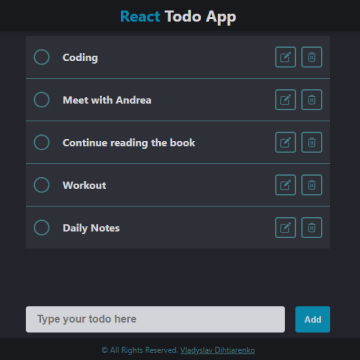 React Todo App
Coding
Meet with Andrea
Continue reading the book
Workout
Daily Notes
Type your todo here
Add
© All Rights Reserved. Vladyslav Dihtiarenko